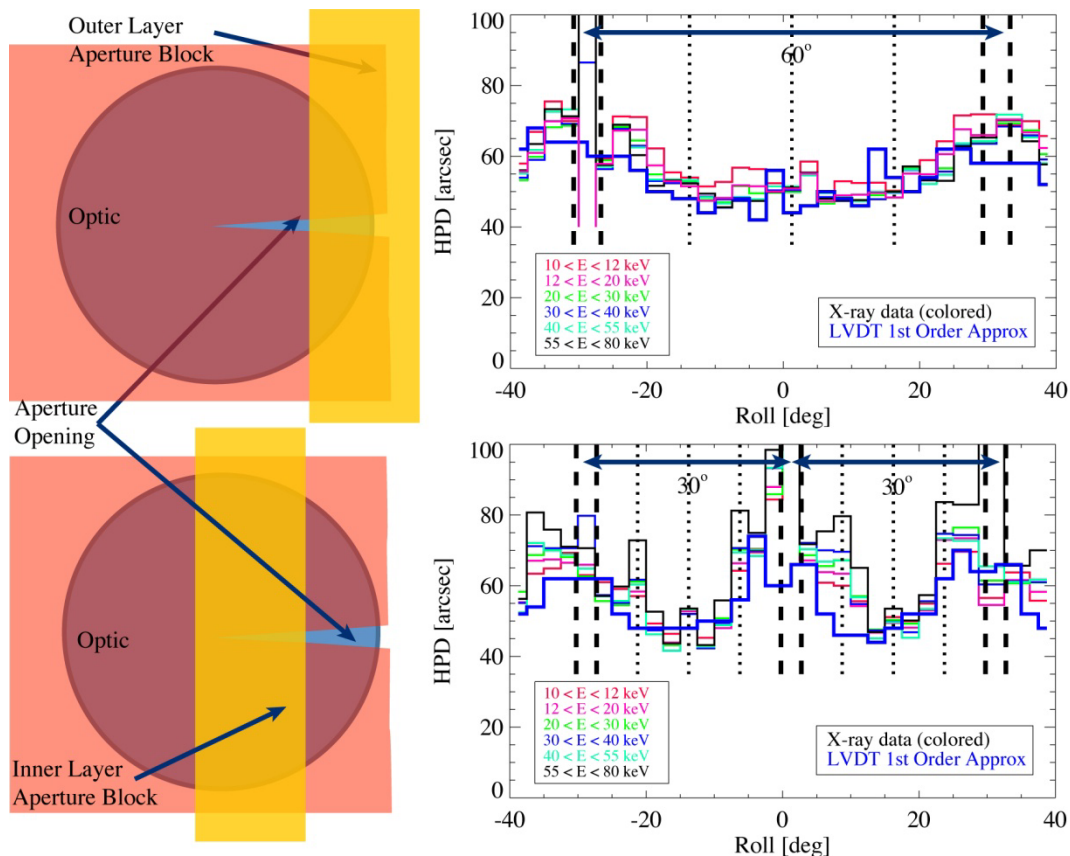 Outer Layer
Aperture Block
Optic
Aperture
Opening
Optic
Inner Layer
Aperture Block
100
80
60
40
20
0
HPD [arcsec]
60°
10 < E < 12 keV
12 < E < 20 keV
20 < E < 30 keV
30 < E < 40 keV
40 < E < 55 keV
55 < E < 80 keV
X-ray data (colored)
LVDT 1st Order Approx
-40 -20 0 20 40
Roll [deg]
100
80
60
40
20
0
HPD [arcsec]
30° 30°
10 < E < 12 keV
12 < E < 20 keV
20 < E < 30 keV
30 < E < 40 keV
40 < E < 55 keV
55 < E < 80 keV
X-ray data (colored)
LVDT 1st Order Approx
-40 -20 0 20 40
Roll [deg]